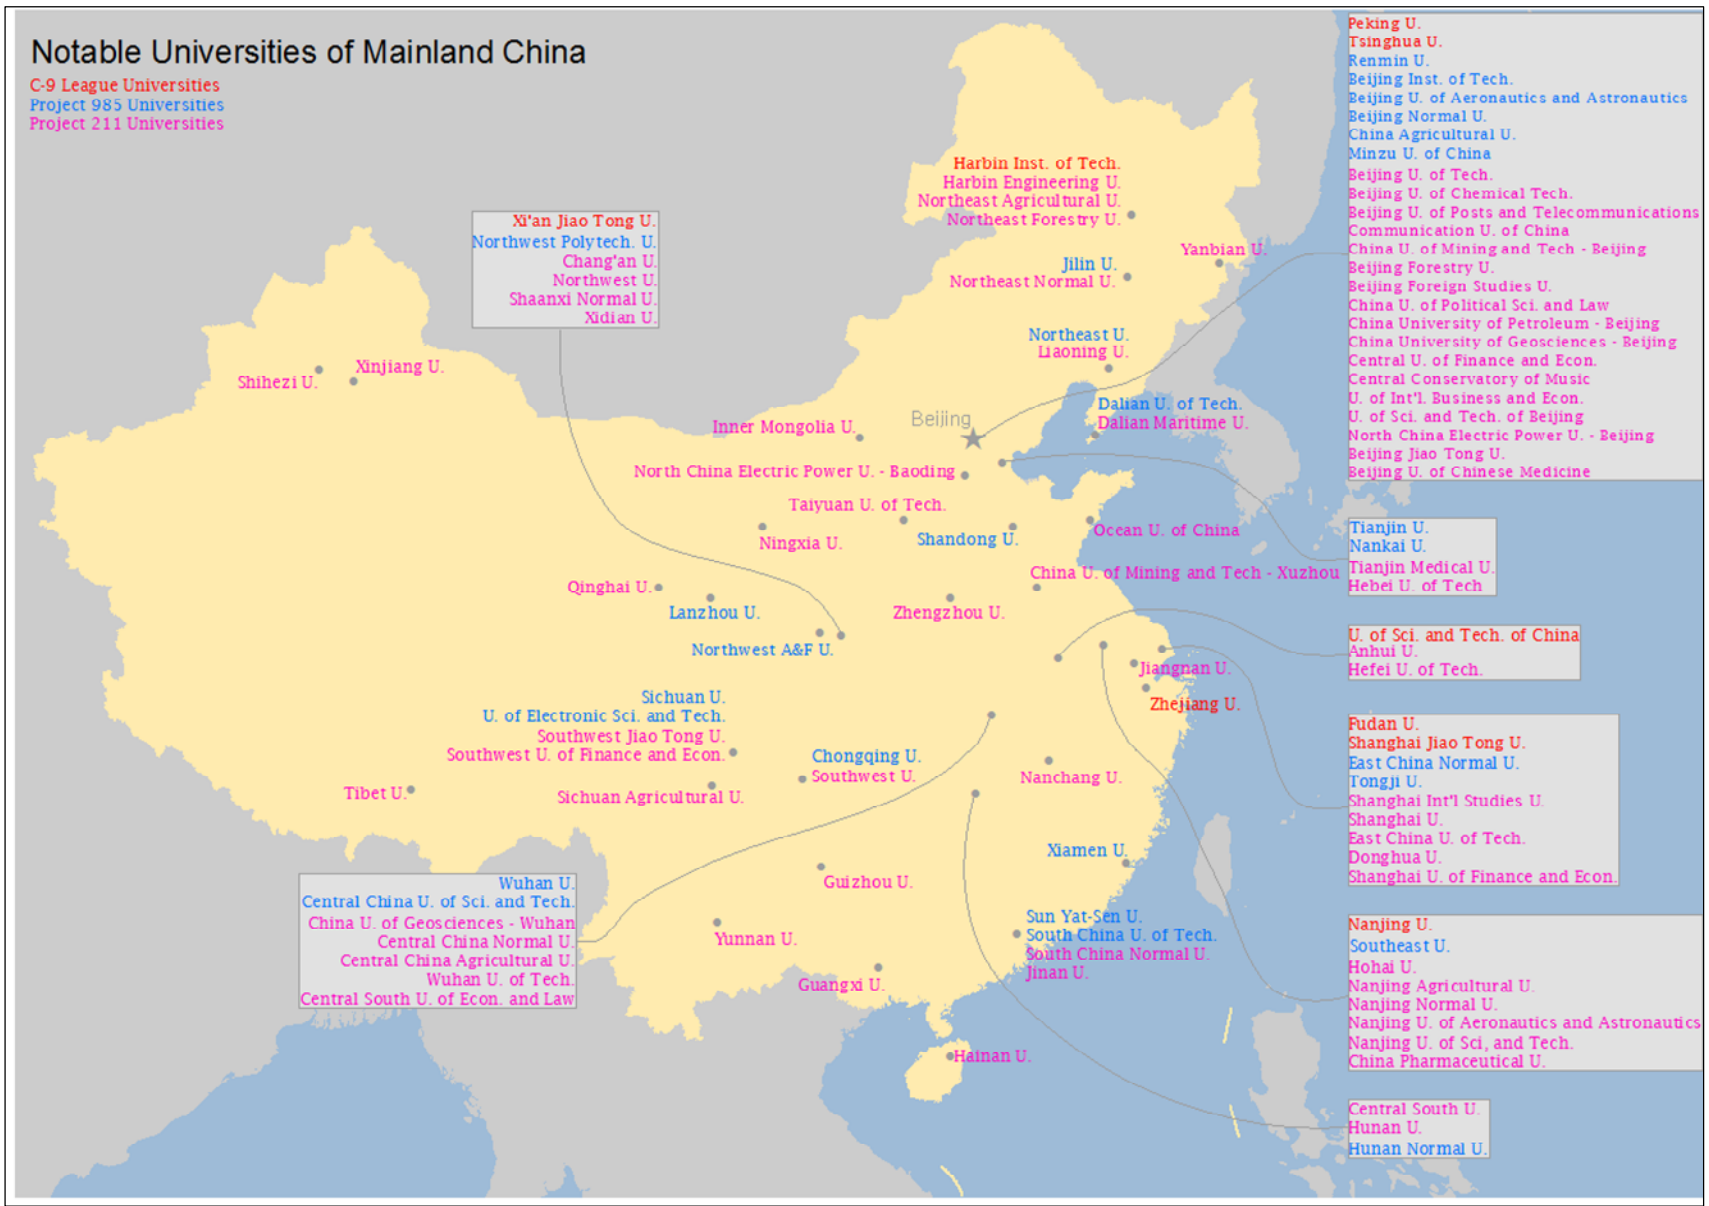 Notable Universities of Mainland China
C-9 League Universities
Project 985 Universities
Project 211 Universities
Harbin Inst. of Tech.
Harbin Engineering U.
Northeast Agricultural U.
Northeast Forestry U.
Yanbian U.
Jilin U.
Northeast Normal U.
Northeast U.
Liaoning U.
Dalian U. of Tech.
Dalian Maritime U.
Xi'an Jiao Tong U.
Northwest Polytech. U.
Chang'an U.
Northwest U.
Shaanxi Normal U.
Xidian U.
Shihezi U.
Xinjiang U.
Inner Mongolia U.
Beijing
North China Electric Power U. - Baoding
Taiyuan U. of Tech.
Ningxia U.
Shandong U.
Ocean U. of China
China U. of Mining and Tech - Xuzhou
Qinghai U.
Lanzhou U.
Zhengzhou U.
Northwest A&F U.
Jiangnan U.
Zhejiang U.
Sichuan U.
U. of Electronic Sci. and Tech.
Southwest Jiao Tong U.
Southwest U. of Finance and Econ.
Chongqing U.
Southwest U.
Nanchang U.
Tibet U.
Sichuan Agricultural U.
Xiamen U.
Guizhou U.
Yunnan U.
Guangxi U.
Sun Yat-Sen U.
South China U. of Tech.
South China Normal U.
Jinan U.
Hainan U.
Wuhan U.
Central China U. of Sci. and Tech.
China U. of Geosciences - Wuhan
Central China Normal U.
Central China Agricultural U.
Wuhan U. of Tech.
Central South U. of Econ. and Law
Peking U.
Tsinghua U.
Renmin U.
Beijing Inst. of Tech.
Beijing U. of Aeronautics and Astronautics
Beijing Normal U.
China Agricultural U.
Minzu U. of China
Beijing U. of Tech.
Beijing U. of Chemical Tech.
Beijing U. of Posts and Telecommunications
Communication U. of China
China U. of Mining and Tech - Beijing
Beijing Forestry U.
Beijing Foreign Studies U.
China U. of Political Sci. and Law
China University of Petroleum - Beijing
China University of Geosciences - Beijing
Central U. of Finance and Econ.
Central Conservatory of Music
U. of Int'l. Business and Econ.
U. of Sci. and Tech. of Beijing
North China Electric Power U. - Beijing
Beijing Jiao Tong U.
Beijing U. of Chinese Medicine
Tianjin U.
Nankai U.
Tianjin Medical U.
Hebei U. of Tech
U. of Sci. and Tech. of China
Anhui U.
Hefei U. of Tech.
Fudan U.
Shanghai Jiao Tong U.
East China Normal U.
Tongji U.
Shanghai Int'l Studies U.
Shanghai U.
East China U. of Tech.
Donghua U.
Shanghai U. of Finance and Econ.
Nanjing U.
Southeast U.
Hohai U.
Nanjing Agricultural U.
Nanjing Normal U.
Nanjing U. of Aeronautics and Astronautics
Nanjing U. of Sci, and Tech.
China Pharmaceutical U.
Central South U.
Hunan U.
Hunan Normal U.